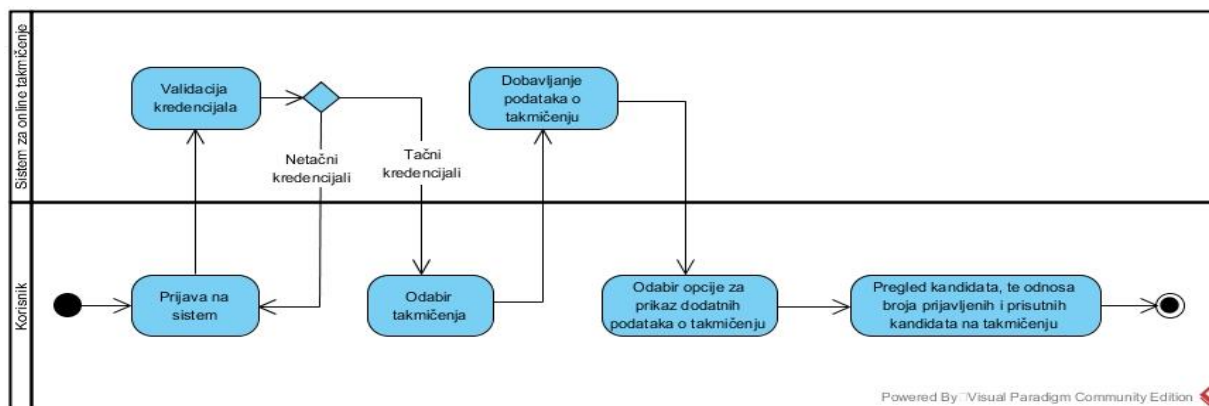 Sistem za online takmičenje
Validacija
kredencijala
Dobavljanje
podataka o
takmičenju
Netačni
kredencijali
Tačni
kredencijali
Korisnik
Prijava na
sistem
Odabir
takmičenja
Odabir opcije za
prikaz dodatnih
podataka o takmičenju
Pregled kandidata, te odnosa
broja prijavljenih i prisutnih
kandidata na takmičenju
Powered By Visual Paradigm Community Edition